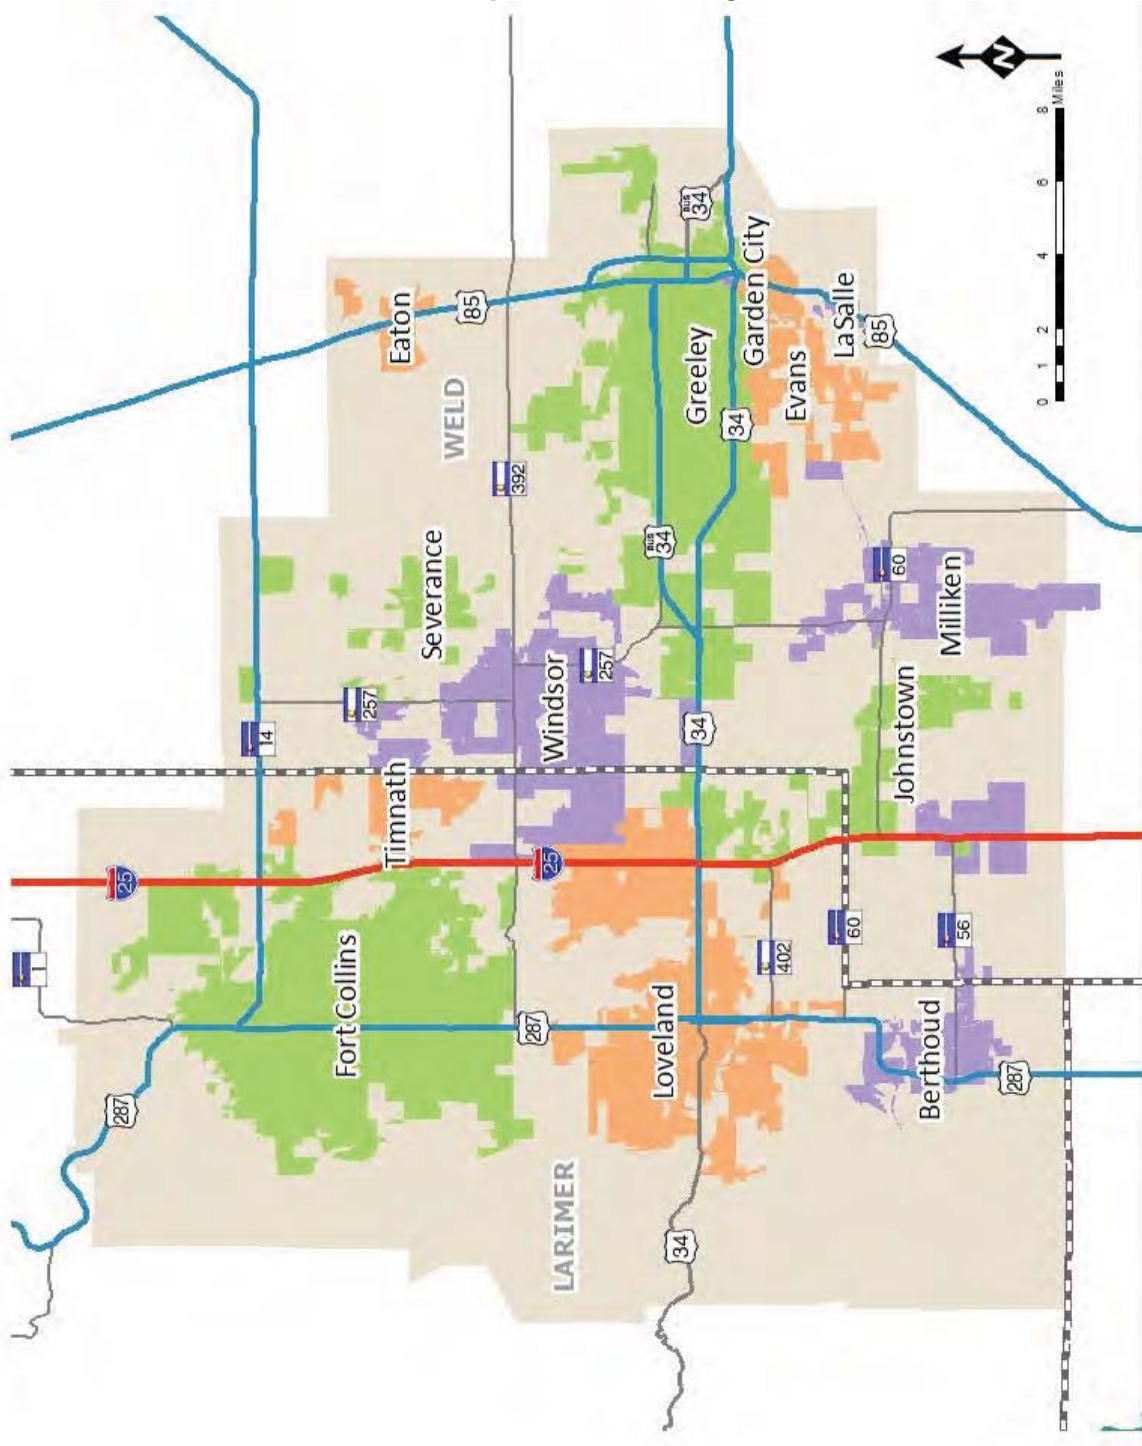 1
287
25
14
Fort Collins
257
Timnath
Eaton
Severance
WELD
85
392
287
25
Windsor
LARIMER
257
BUS
34
Loveland
34
BUS
34
Greeley
34
34
Garden City
402
Evans
LaSalle
60
85
60
Johnstown
Berthoud
Milliken
56
287
N
0 1 2 4 6 8
Miles